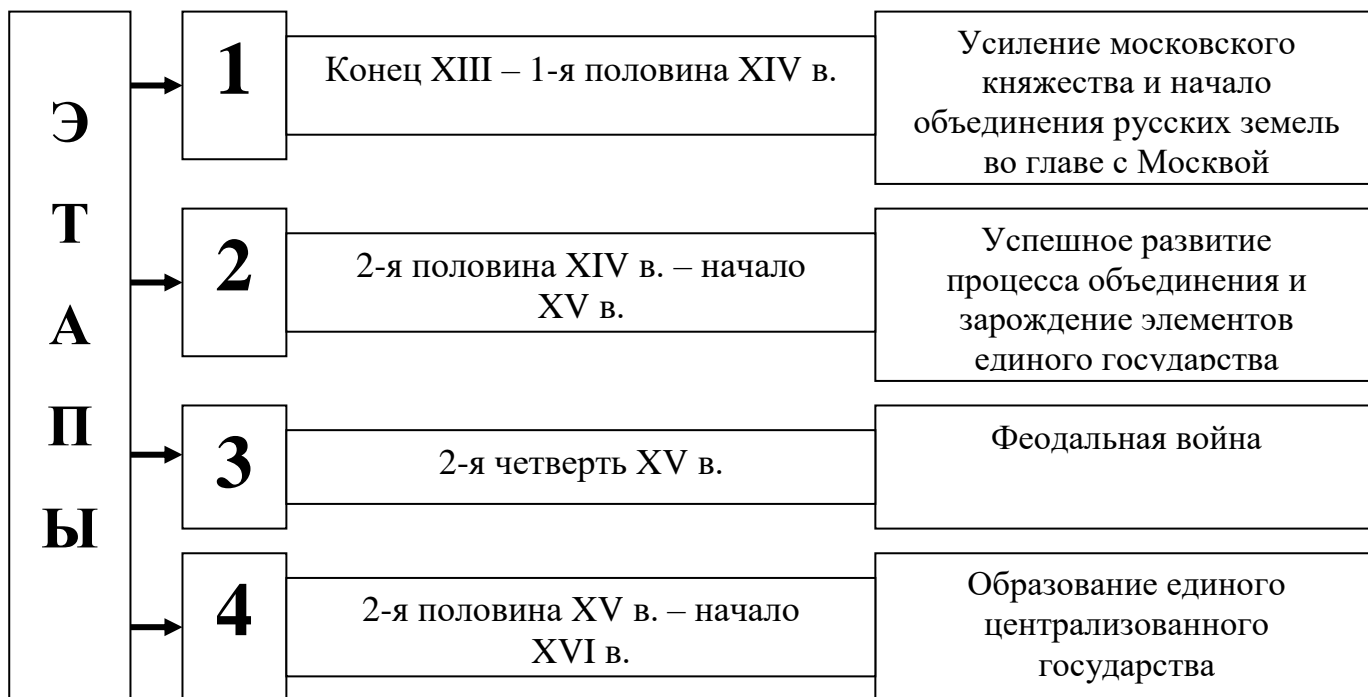 ЭТАПЫ
1
Конец XIII – 1-я половина XIV в.
Усиление московского
княжества и начало
объединения русских земель
во главе с Москвой
2
2-я половина XIV в. – начало
XV в.
Успешное развитие
процесса объединения и
зарождение элементов
единого государства
3
2-я четверть XV в.
Феодальная война
4
2-я половина XV в. – начало
XVI в.
Образование единого
централизованного
государства